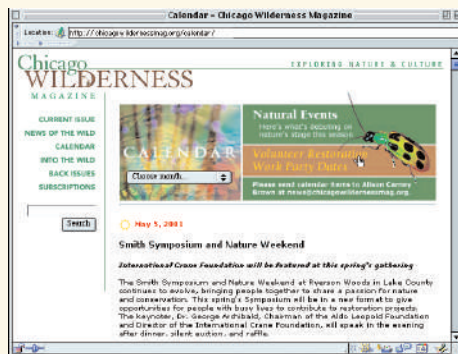 Calendar – Chicago Wilderness Magazine
Location: http://chicagowildernessmag.org/calendar/
Chicago
WILDERNESS
MAGAZINE
EXPLORING NATURE & CULTURE
CURRENT ISSUE
NEWS OF THE WILD
CALENDAR
INTO THE WILD
BACK ISSUES
SUBSCRIPTIONS
Search
CALENDAR
Choose month...
Natural Events
Here's what's debuting on
nature's stage this season
Volunteer Restoration
Work Party Dates
Please send calendar items to Alison Carney
Brown at news@chicagowildernessmag.org.
May 5, 2001
Smith Symposium and Nature Weekend
International Crane Foundation will be featured at this spring's gathering
The Smith Symposium and Nature Weekend at Ryerson Woods in Lake County
continues to evolve, bringing people together to share a passion for nature
and conservation. This spring's Symposium will be in a new format to give
opportunities for people with busy lives to contribute to restoration projects.
The keynoter, Dr. George Archibald, Chairman of the Aldo Leopold Foundation
and Director of the International Crane Foundation, will speak in the evening
after dinner, silent auction, and raffle.